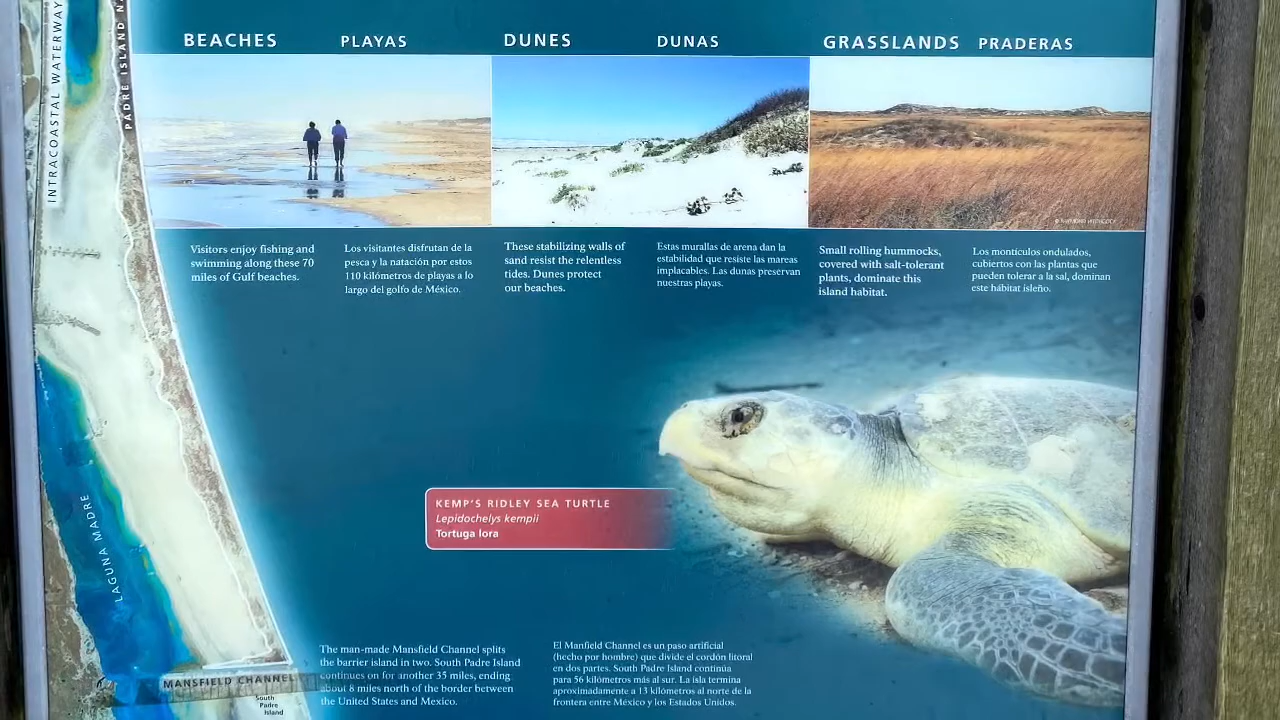 INTRACOASTAL WATERWAY
PADRE ISLAND
BEACHES
PLAYAS
DUNES
DUNAS
GRASSLANDS
PRADERAS
Visitors enjoy fishing and
swimming along these 70
miles of Gulf beaches.
Los visitantes disfrutan de la
pesca y la natación por estos
110 kilómetros de playas a lo
largo del golfo de México.
These stabilizing walls of
sand resist the relentless
tides. Dunes protect
our beaches.
Estas murallas de arena dan la
estabilidad que resiste las mareas
implacables. Las dunas preservan
nuestras playas.
Small rolling hummocks,
covered with salt-tolerant
plants, dominate this
island habitat.
Los montículos ondulados,
cubiertos con las plantas que
pueden tolerar a la sal, dominan
este hábitat isleño.
KEMP'S RIDLEY SEA TURTLE
Lepidochelys kempii
Tortuga lora
LAGUNA MADRE
The man-made Mansfield Channel splits
the barrier island in two. South Padre Island
continues on for another 35 miles, ending
about 8 miles north of the border between
the United States and Mexico.
El Manfield Channel es un paso artificial
(hecho por hombre) que divide el cordón litoral
en dos partes. South Padre Island continúa
para 56 kilómetros más al sur. La isla termina
aproximadamente a 13 kilómetros al norte de la
frontera entre México y los Estados Unidos.
MANSFIELD CHANNEL
South
Padre
Island